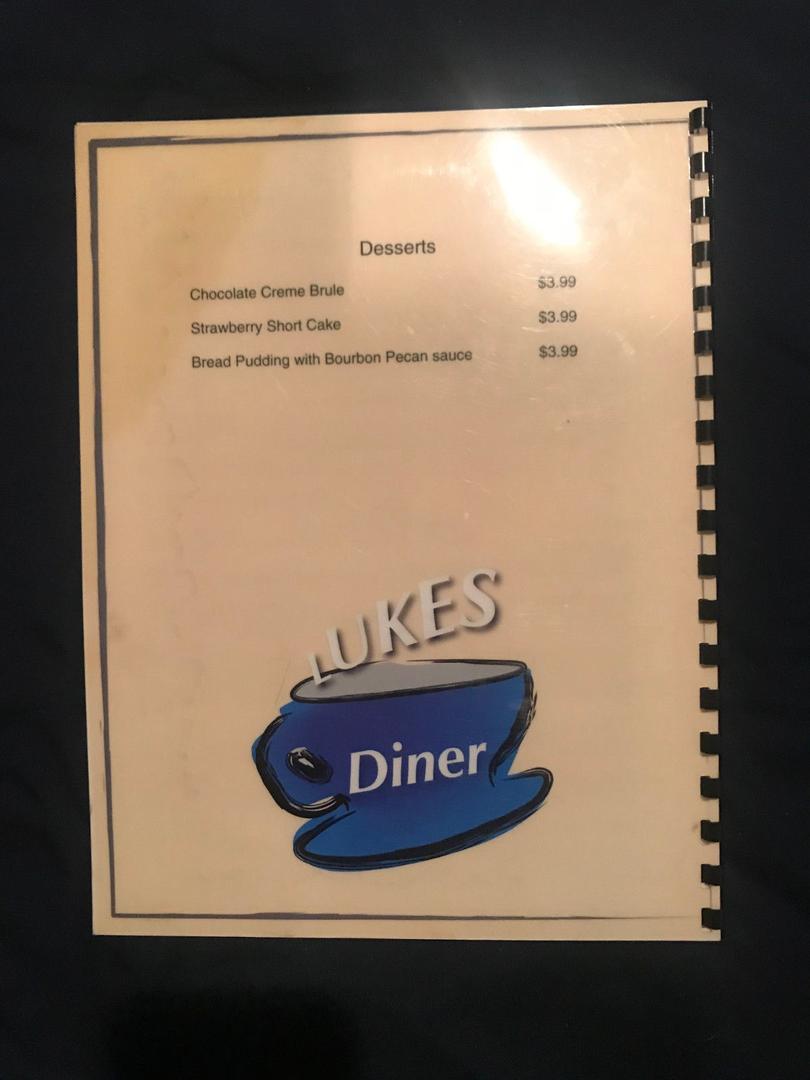 Desserts
Chocolate Creme Brule $3.99
Strawberry Short Cake $3.99
Bread Pudding with Bourbon Pecan sauce $3.99
LUKES
Diner